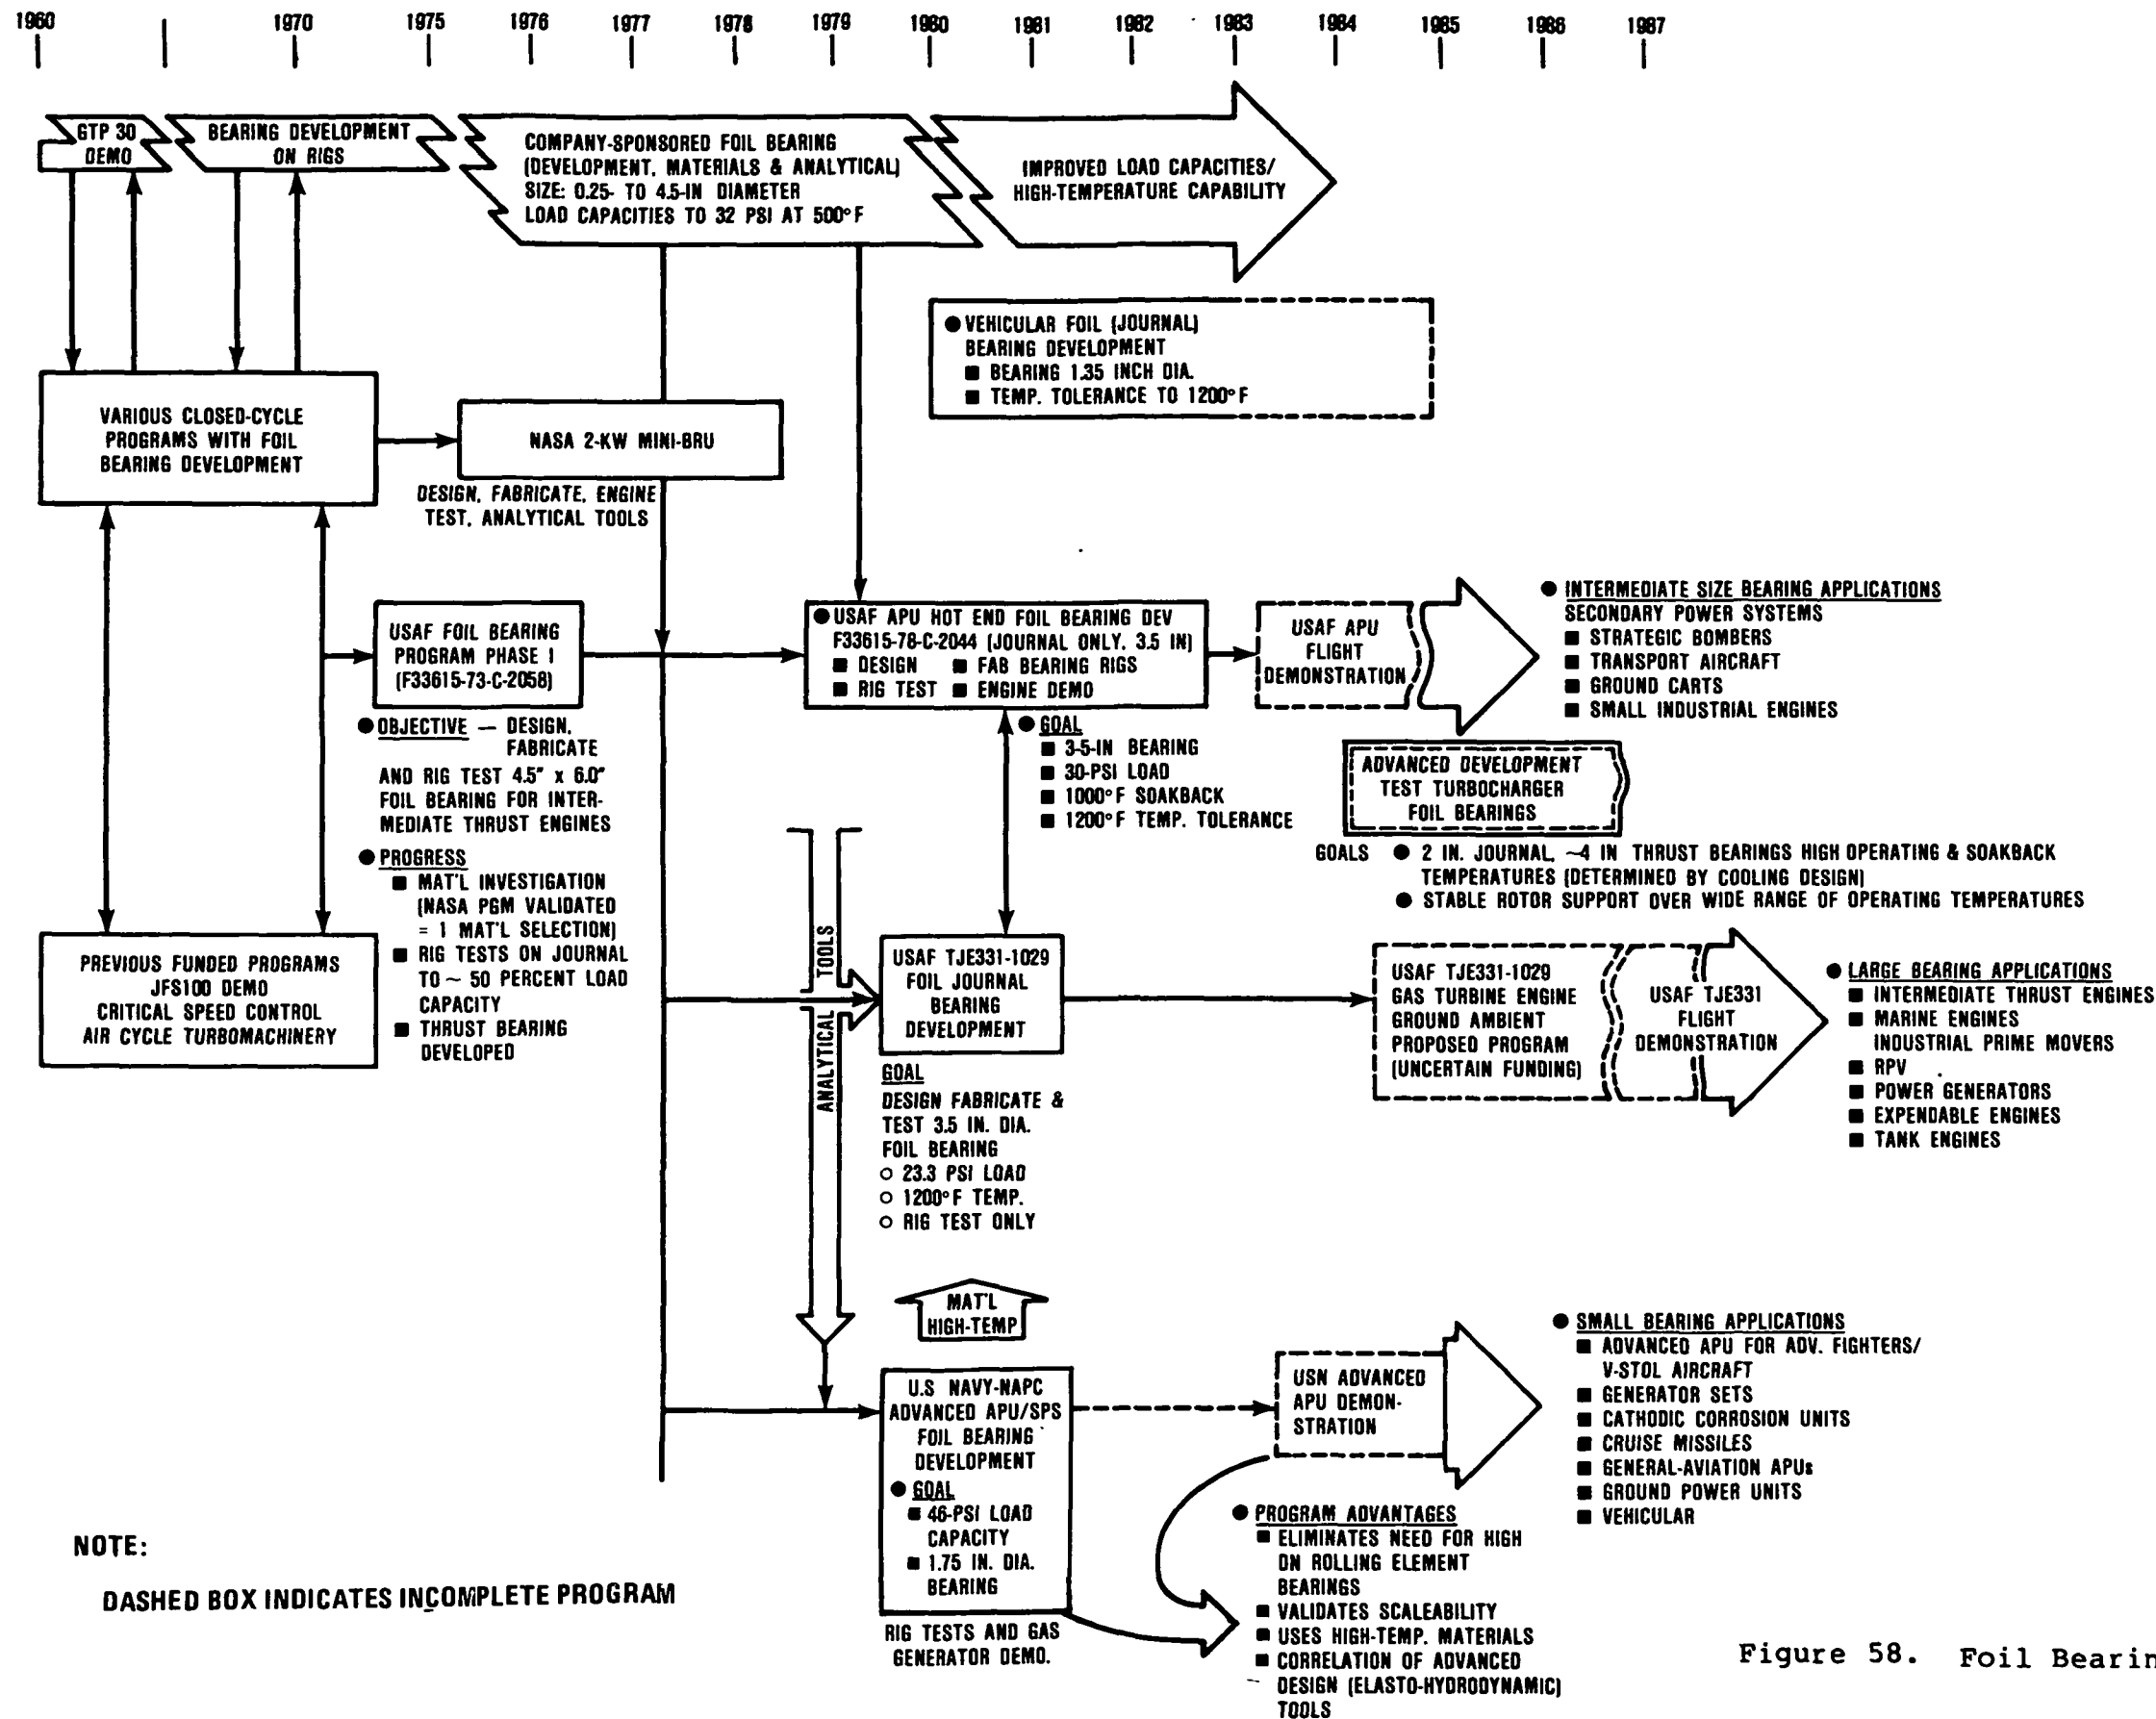 1960 1970 1975 1976 1977 1978 1979 1980 1981 1982 1983 1984 1985 1986 1987
GTP 30
DEMO
BEARING DEVELOPMENT
ON RIGS
COMPANY-SPONSORED FOIL BEARING
(DEVELOPMENT, MATERIALS & ANALYTICAL)
SIZE: 0.25- TO 4.5-IN DIAMETER
LOAD CAPACITIES TO 32 PSI AT 500°F
IMPROVED LOAD CAPACITIES/
HIGH-TEMPERATURE CAPABILITY
● VEHICULAR FOIL (JOURNAL)
BEARING DEVELOPMENT
■ BEARING 1.35 INCH DIA.
■ TEMP. TOLERANCE TO 1200°F
VARIOUS CLOSED-CYCLE
PROGRAMS WITH FOIL
BEARING DEVELOPMENT
NASA 2-KW MINI-BRU
DESIGN, FABRICATE, ENGINE
TEST, ANALYTICAL TOOLS
USAF FOIL BEARING
PROGRAM PHASE I
(F33615-73-C-2058)
● OBJECTIVE — DESIGN,
FABRICATE
AND RIG TEST 4.5" x 6.0"
FOIL BEARING FOR INTER-
MEDIATE THRUST ENGINES
● PROGRESS
■ MAT'L INVESTIGATION
(NASA PGM VALIDATED
= 1 MAT'L SELECTION)
■ RIG TESTS ON JOURNAL
TO ~ 50 PERCENT LOAD
CAPACITY
■ THRUST BEARING
DEVELOPED
PREVIOUS FUNDED PROGRAMS
JFS100 DEMO
CRITICAL SPEED CONTROL
AIR CYCLE TURBOMACHINERY
● USAF APU HOT END FOIL BEARING DEV
F33615-78-C-2044 (JOURNAL ONLY, 3.5 IN)
■ DESIGN ■ FAB BEARING RIGS
■ RIG TEST ■ ENGINE DEMO
● GOAL
■ 3-5-IN BEARING
■ 30-PSI LOAD
■ 1000°F SOAKBACK
■ 1200°F TEMP. TOLERANCE
USAF APU
FLIGHT
DEMONSTRATION
● INTERMEDIATE SIZE BEARING APPLICATIONS
SECONDARY POWER SYSTEMS
■ STRATEGIC BOMBERS
■ TRANSPORT AIRCRAFT
■ GROUND CARTS
■ SMALL INDUSTRIAL ENGINES
ADVANCED DEVELOPMENT
TEST TURBOCHARGER
FOIL BEARINGS
GOALS ● 2 IN. JOURNAL, ~4 IN THRUST BEARINGS HIGH OPERATING & SOAKBACK
TEMPERATURES (DETERMINED BY COOLING DESIGN)
● STABLE ROTOR SUPPORT OVER WIDE RANGE OF OPERATING TEMPERATURES
ANALYTICAL TOOLS
USAF TJE331-1029
FOIL JOURNAL
BEARING
DEVELOPMENT
GOAL
DESIGN FABRICATE &
TEST 3.5 IN. DIA.
FOIL BEARING
○ 23.3 PSI LOAD
○ 1200°F TEMP.
○ RIG TEST ONLY
USAF TJE331-1029
GAS TURBINE ENGINE
GROUND AMBIENT
PROPOSED PROGRAM
(UNCERTAIN FUNDING)
USAF TJE331
FLIGHT
DEMONSTRATION
● LARGE BEARING APPLICATIONS
■ INTERMEDIATE THRUST ENGINES
■ MARINE ENGINES
INDUSTRIAL PRIME MOVERS
■ RPV
■ POWER GENERATORS
■ EXPENDABLE ENGINES
■ TANK ENGINES
MAT'L
HIGH-TEMP
U.S NAVY-NAPC
ADVANCED APU/SPS
FOIL BEARING
DEVELOPMENT
● GOAL
■ 46-PSI LOAD
CAPACITY
■ 1.75 IN. DIA.
BEARING
RIG TESTS AND GAS
GENERATOR DEMO.
USN ADVANCED
APU DEMON-
STRATION
● SMALL BEARING APPLICATIONS
■ ADVANCED APU FOR ADV. FIGHTERS/
V-STOL AIRCRAFT
■ GENERATOR SETS
■ CATHODIC CORROSION UNITS
■ CRUISE MISSILES
■ GENERAL-AVIATION APUs
■ GROUND POWER UNITS
■ VEHICULAR
● PROGRAM ADVANTAGES
■ ELIMINATES NEED FOR HIGH
DN ROLLING ELEMENT
BEARINGS
■ VALIDATES SCALEABILITY
■ USES HIGH-TEMP. MATERIALS
■ CORRELATION OF ADVANCED
DESIGN (ELASTO-HYDRODYNAMIC)
TOOLS
NOTE:
DASHED BOX INDICATES INCOMPLETE PROGRAM
Figure 58. Foil Bearin